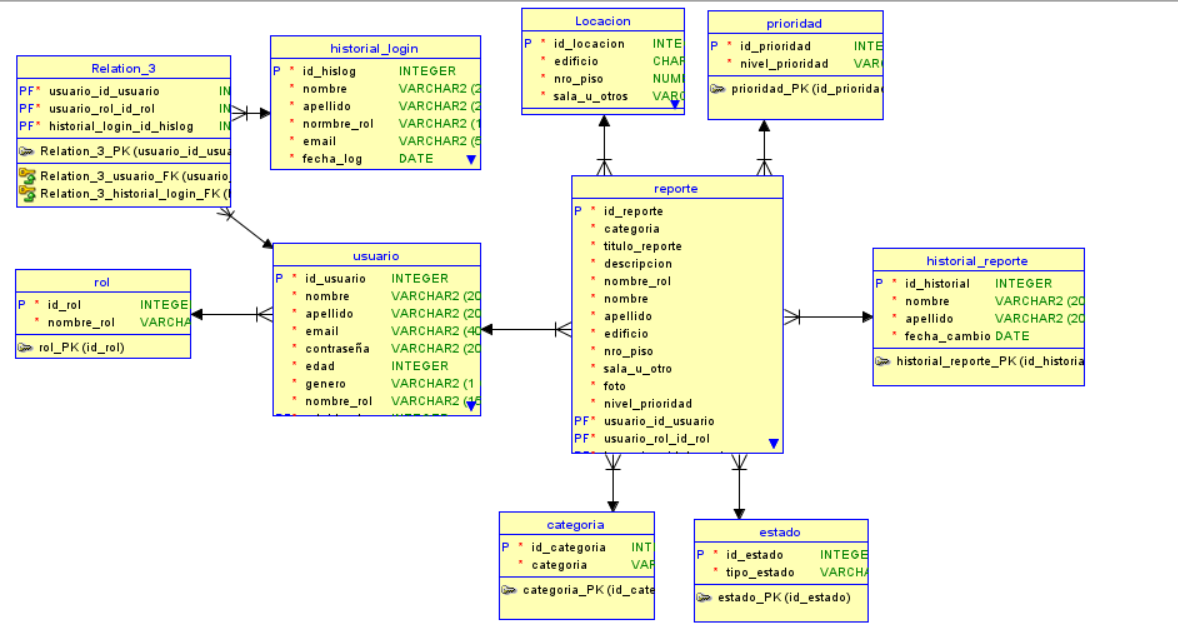 Relation_3
PF* usuario_id_usuario IN
PF* usuario_rol_id_rol IN
PF* historial_login_id_hislog IN
Relation_3_PK (usuario_id_usua
Relation_3_usuario_FK (usuario_
Relation_3_historial_login_FK (
historial_login
P * id_hislog INTEGER
* nombre VARCHAR2 (2
* apellido VARCHAR2 (2
* normbre_rol VARCHAR2 (1
* email VARCHAR2 (5
* fecha_log DATE
Locacion
P * id_locacion INTE
* edificio CHAR
* nro_piso NUM
* sala_u_otros VARC
prioridad
P * id_prioridad INTE
* nivel_prioridad VARC
prioridad_PK (id_prioridad
rol
P * id_rol INTEGE
* nombre_rol VARCHA
rol_PK (id_rol)
usuario
P * id_usuario INTEGER
* nombre VARCHAR2 (20
* apellido VARCHAR2 (20
* email VARCHAR2 (40
* contraseña VARCHAR2 (20
* edad INTEGER
* genero VARCHAR2 (1
* nombre_rol VARCHAR2 (15
reporte
P * id_reporte
* categoria
* titulo_reporte
* descripcion
* nombre_rol
* nombre
* apellido
* edificio
* nro_piso
* sala_u_otro
* foto
* nivel_prioridad
PF* usuario_id_usuario
PF* usuario_rol_id_rol
historial_reporte
P * id_historial INTEGER
* nombre VARCHAR2 (20
* apellido VARCHAR2 (20
* fecha_cambio DATE
historial_reporte_PK (id_historia
categoria
P * id_categoria INT
* categoria VAR
categoria_PK (id_cate
estado
P * id_estado INTEGE
* tipo_estado VARCHA
estado_PK (id_estado)